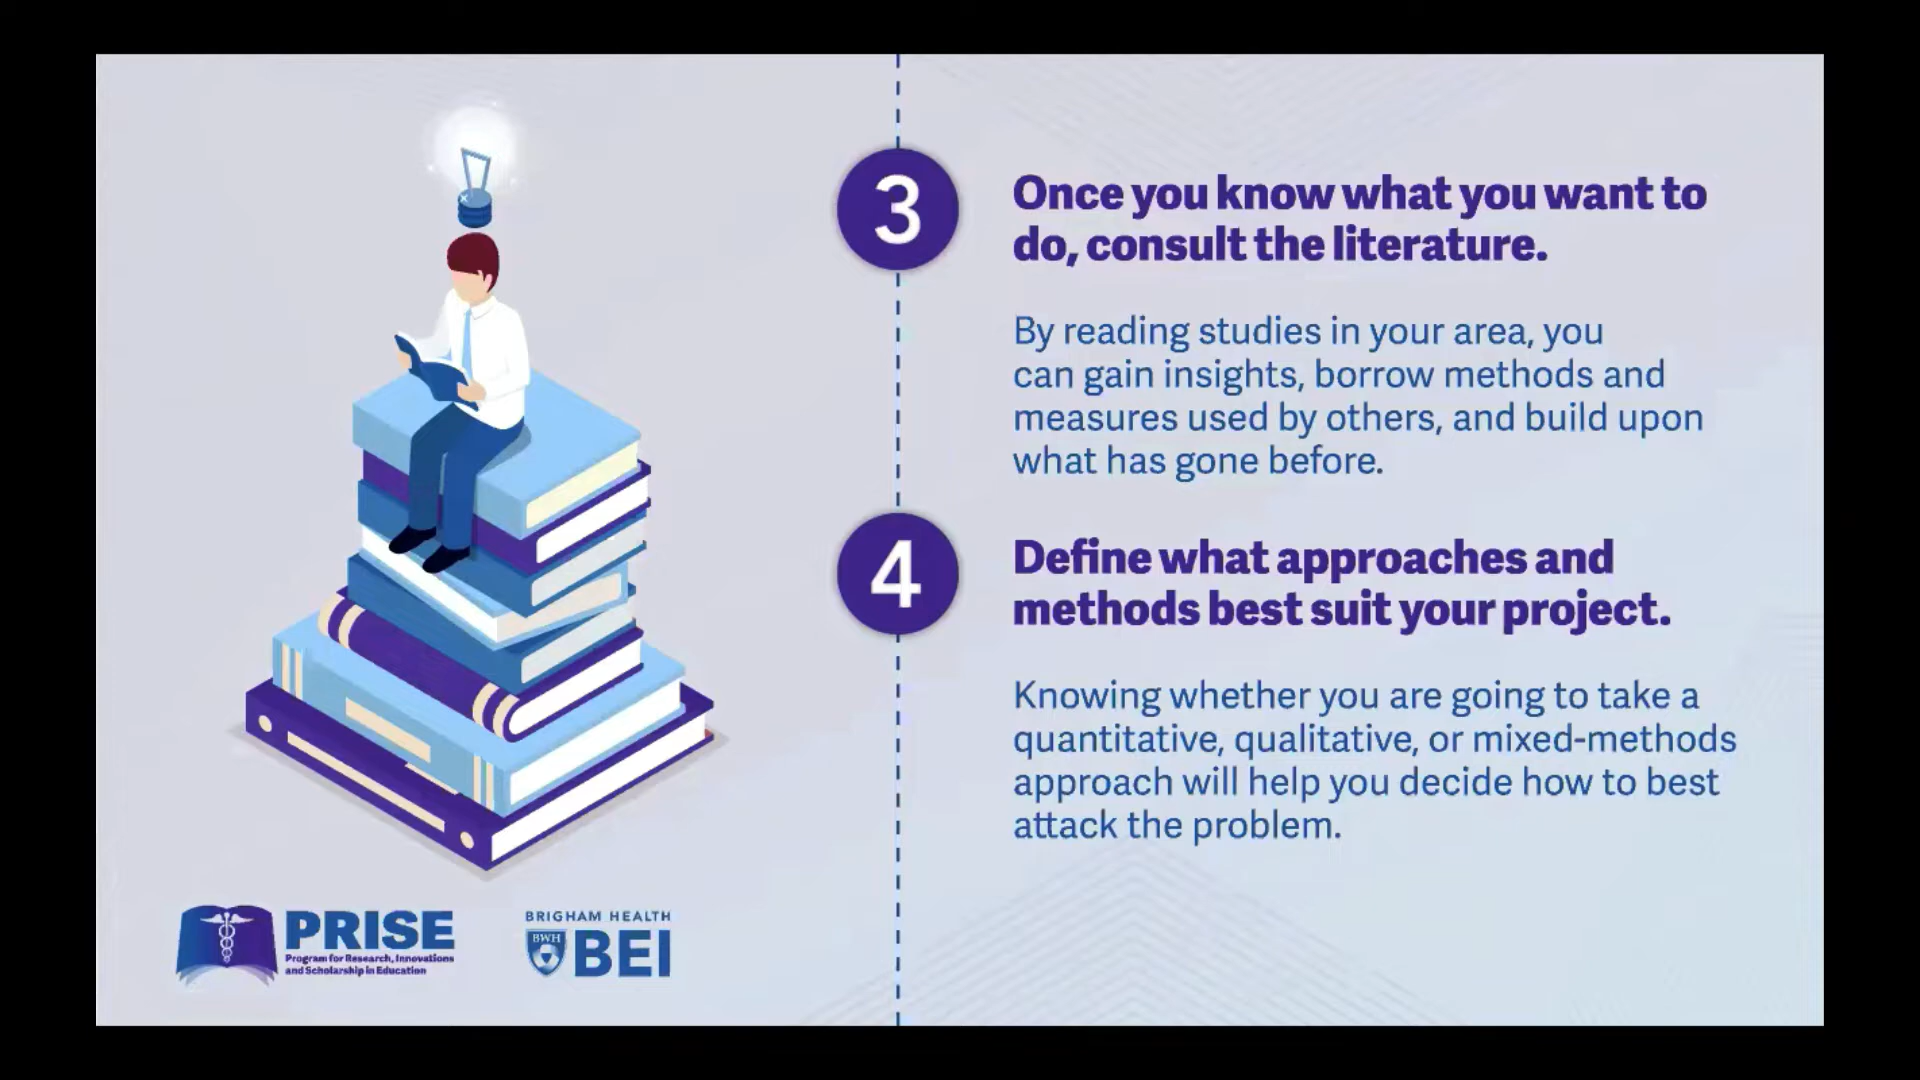 3
Once you know what you want to
do, consult the literature.
By reading studies in your area, you
can gain insights, borrow methods and
measures used by others, and build upon
what has gone before.
4
Define what approaches and
methods best suit your project.
Knowing whether you are going to take a
quantitative, qualitative, or mixed-methods
approach will help you decide how to best
attack the problem.
PRISE
Program for Research, Innovations
and Scholarship in Education
BRIGHAM HEALTH
BWH
BEI